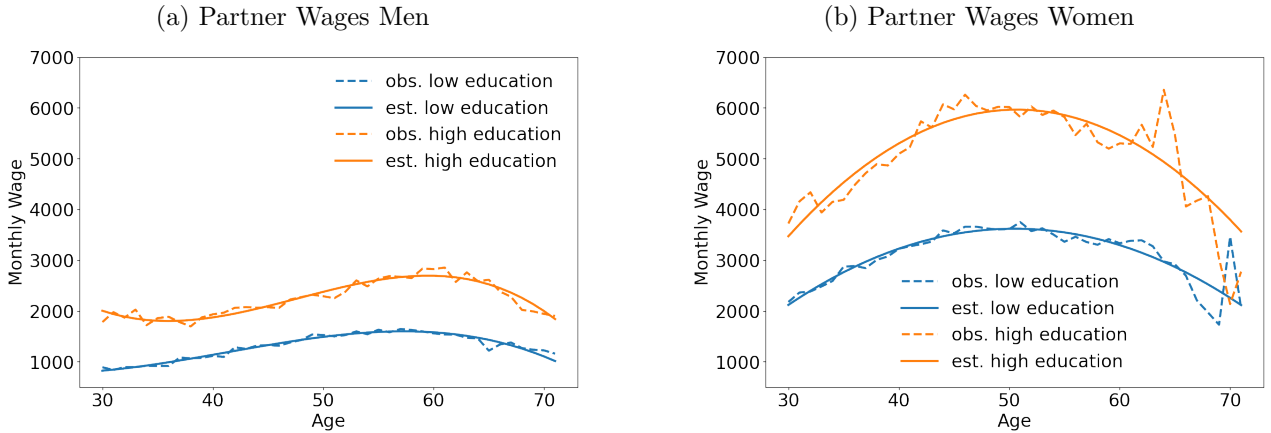 (a) Partner Wages Men
7000
6000
5000
4000
3000
2000
1000
Monthly Wage
obs. low education
est. low education
obs. high education
est. high education
30
40
50
60
70
Age
(b) Partner Wages Women
7000
6000
5000
4000
3000
2000
1000
Monthly Wage
obs. low education
est. low education
obs. high education
est. high education
30
40
50
60
70
Age